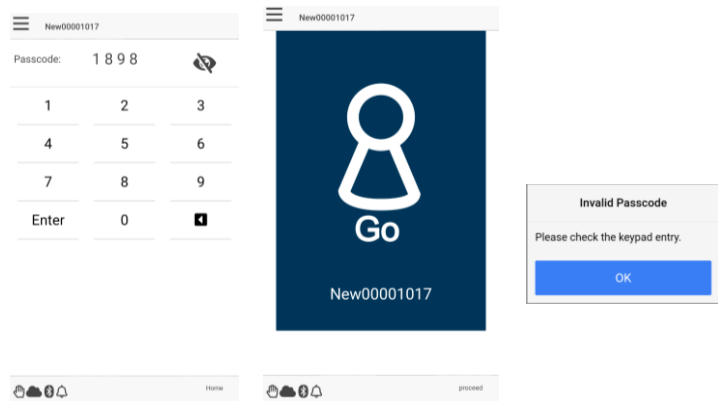 New00001017
Passcode: 1898
1 2 3
4 5 6
7 8 9
Enter 0
Home
New00001017
Go
New00001017
proceed
Invalid Passcode
Please check the keypad entry.
OK